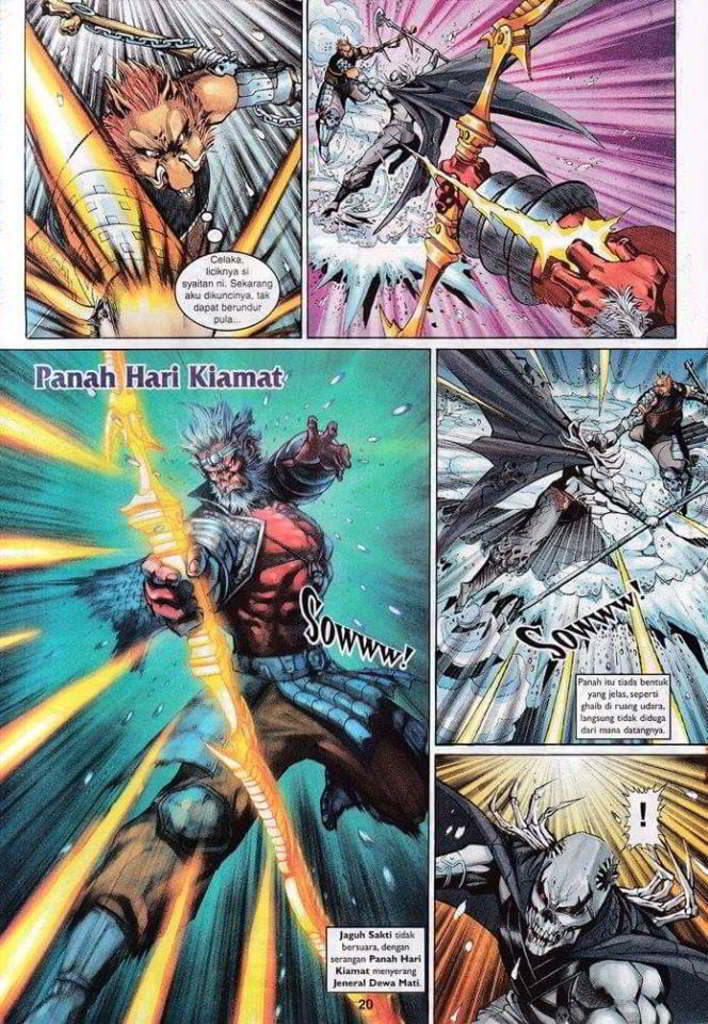 Celaka,
liciknya si
syaitan ni. Sekarang
aku dikuncinya, tak
dapat berundur
pula...
Panah Hari Kiamat
Sowww!
Sowww!
Panah itu tiada bentuk
yang jelas, seperti
ghaib di ruang udara,
langsung tidak diduga
dari mana datangnya.
!
Jaguh Sakti tidak
bersuara, dengan
serangan Panah Hari
Kiamat menyerang
Jeneral Dewa Mati.
20